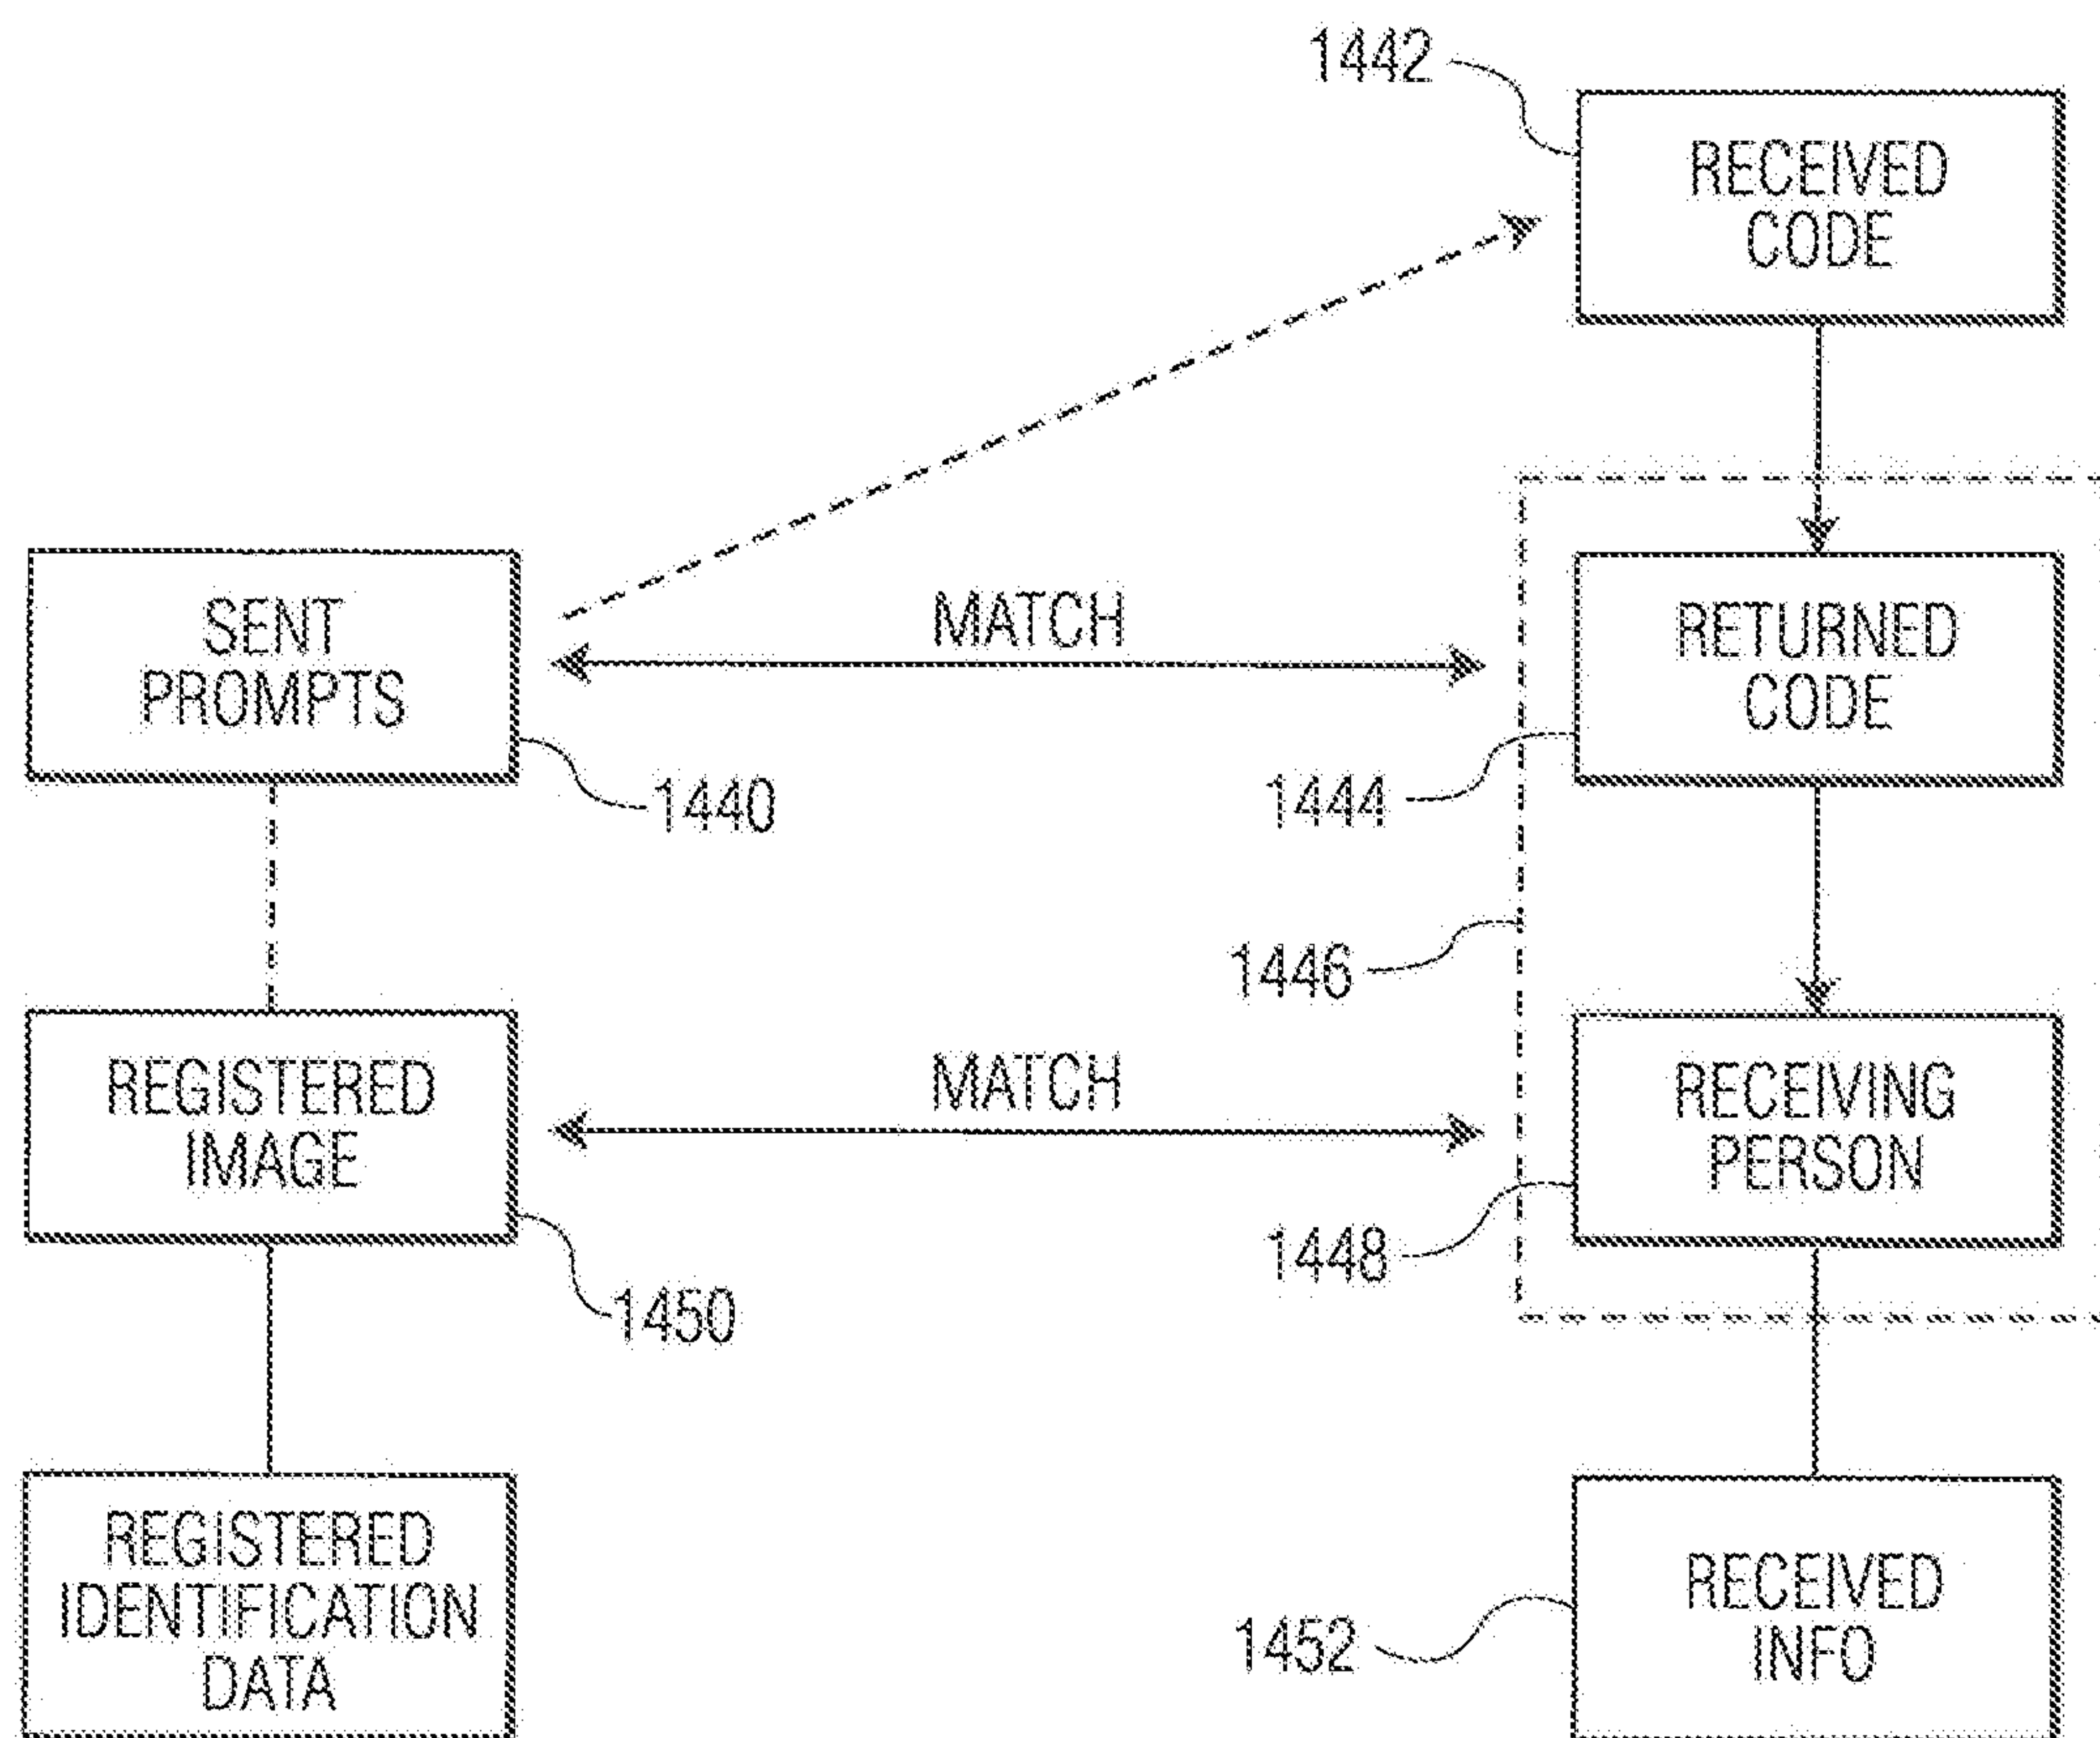 1442
RECEIVED
CODE
SENT
PROMPTS
1440
MATCH
RETURNED
CODE
1444
1446
REGISTERED
IMAGE
1450
MATCH
RECEIVING
PERSON
1448
REGISTERED
IDENTIFICATION
DATA
RECEIVED
INFO
1452